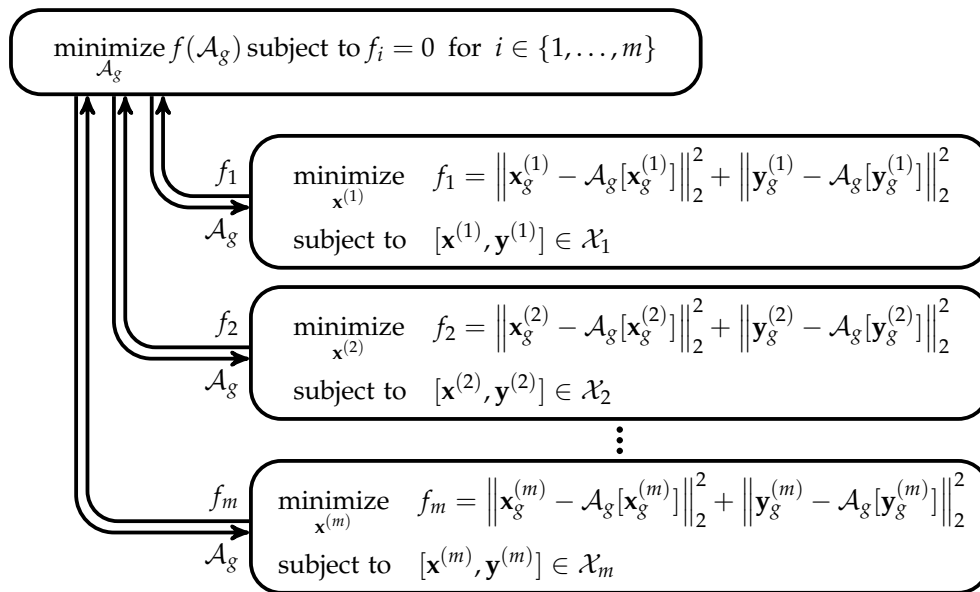 minimize f(𝒜_g) subject to f_i = 0 for i ∈ {1, …, m}
𝒜_g
f_1
𝒜_g
minimize f_1 = ‖𝐱_g^{(1)} − 𝒜_g[𝐱_g^{(1)}]‖_2^2 + ‖𝐲_g^{(1)} − 𝒜_g[𝐲_g^{(1)}]‖_2^2
𝐱^{(1)}
subject to [𝐱^{(1)}, 𝐲^{(1)}] ∈ 𝒳_1
f_2
𝒜_g
minimize f_2 = ‖𝐱_g^{(2)} − 𝒜_g[𝐱_g^{(2)}]‖_2^2 + ‖𝐲_g^{(2)} − 𝒜_g[𝐲_g^{(2)}]‖_2^2
𝐱^{(2)}
subject to [𝐱^{(2)}, 𝐲^{(2)}] ∈ 𝒳_2
⋮
f_m
𝒜_g
minimize f_m = ‖𝐱_g^{(m)} − 𝒜_g[𝐱_g^{(m)}]‖_2^2 + ‖𝐲_g^{(m)} − 𝒜_g[𝐲_g^{(m)}]‖_2^2
𝐱^{(m)}
subject to [𝐱^{(m)}, 𝐲^{(m)}] ∈ 𝒳_m